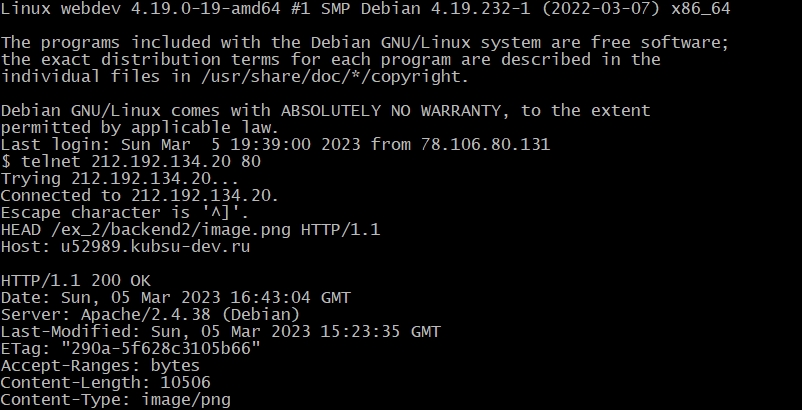 Linux webdev 4.19.0-19-amd64 #1 SMP Debian 4.19.232-1 (2022-03-07) x86_64
The programs included with the Debian GNU/Linux system are free software;
the exact distribution terms for each program are described in the
individual files in /usr/share/doc/*/copyright.
Debian GNU/Linux comes with ABSOLUTELY NO WARRANTY, to the extent
permitted by applicable law.
Last login: Sun Mar  5 19:39:00 2023 from 78.106.80.131
$ telnet 212.192.134.20 80
Trying 212.192.134.20...
Connected to 212.192.134.20.
Escape character is '^]'.
HEAD /ex_2/backend2/image.png HTTP/1.1
Host: u52989.kubsu-dev.ru
HTTP/1.1 200 OK
Date: Sun, 05 Mar 2023 16:43:04 GMT
Server: Apache/2.4.38 (Debian)
Last-Modified: Sun, 05 Mar 2023 15:23:35 GMT
ETag: "290a-5f628c3105b66"
Accept-Ranges: bytes
Content-Length: 10506
Content-Type: image/png